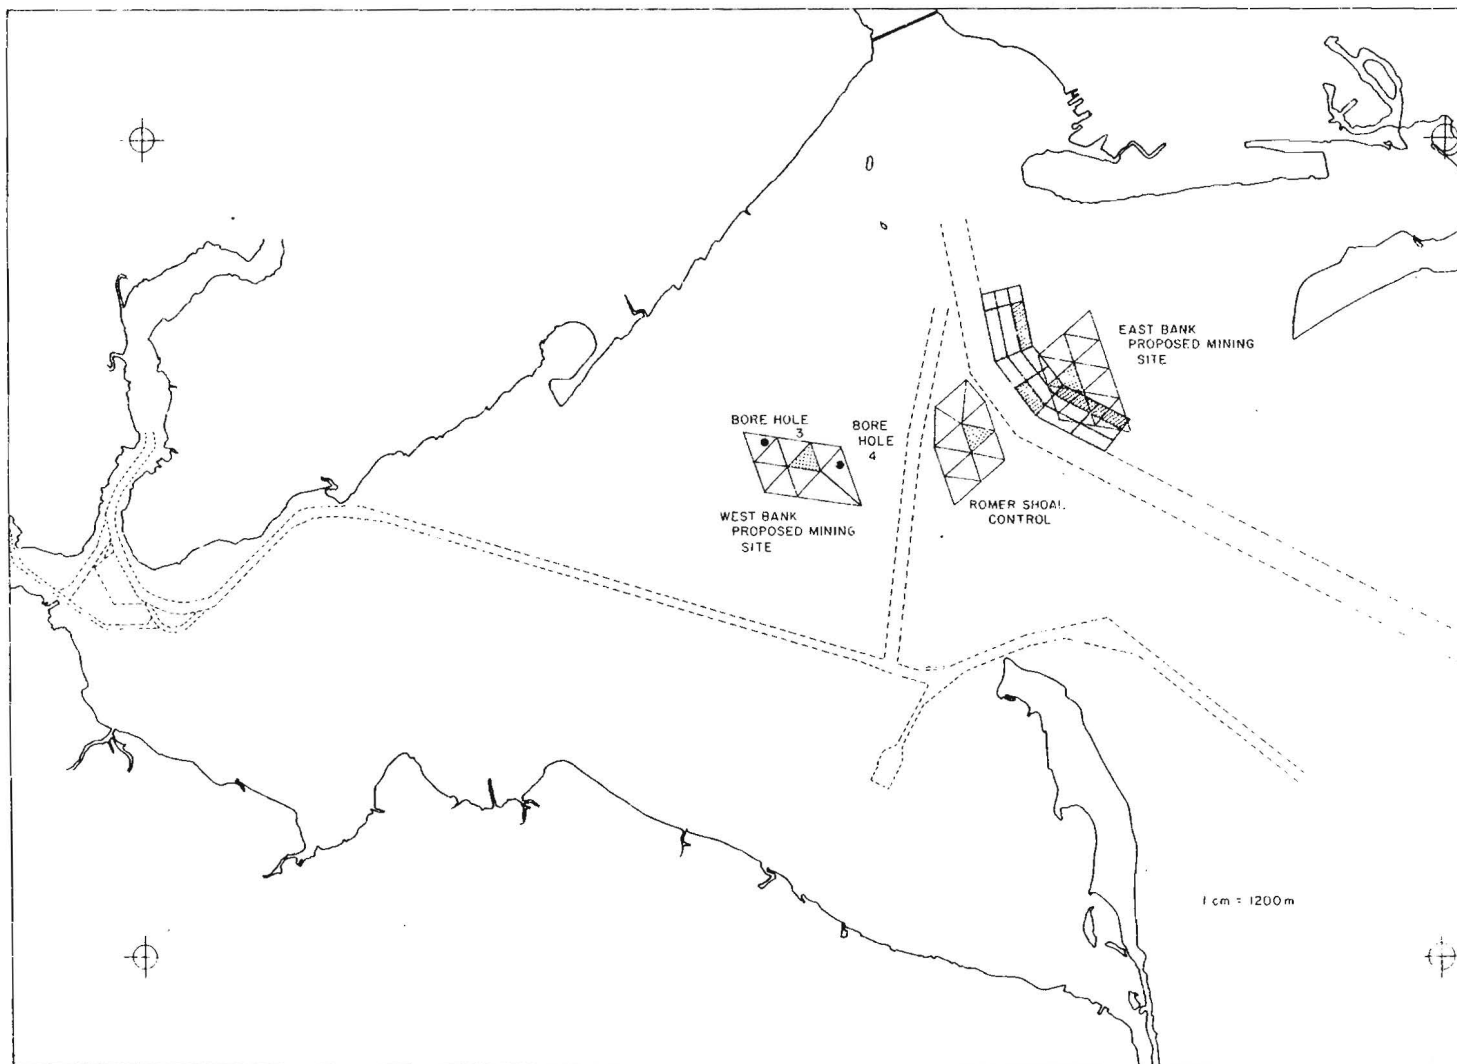 EAST BANK
PROPOSED MINING
SITE
BORE HOLE
3
BORE
HOLE
4
WEST BANK
PROPOSED MINING
SITE
ROMER SHOAL
CONTROL
1 cm = 1200m